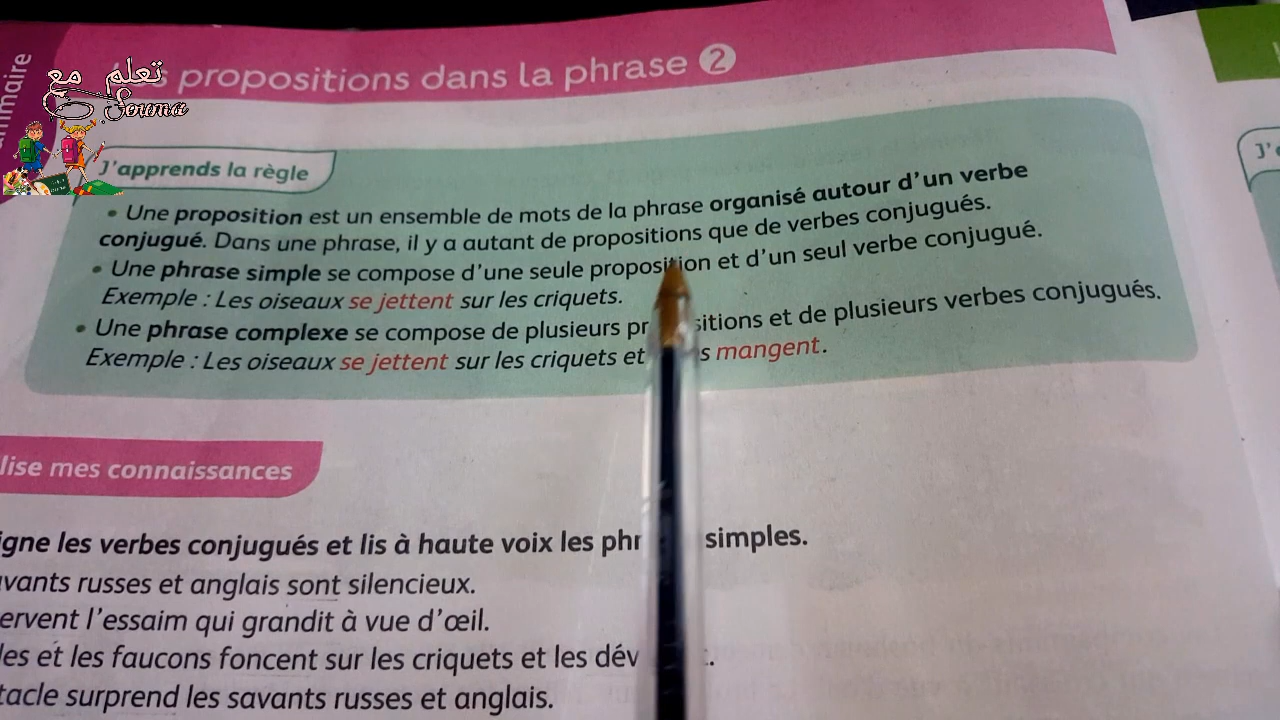 mmaire
تعلم مع
Souma
propositions dans la phrase 2
J'apprends la règle
• Une proposition est un ensemble de mots de la phrase organisé autour d'un verbe
conjugué. Dans une phrase, il y a autant de propositions que de verbes conjugués.
• Une phrase simple se compose d'une seule proposition et d'un seul verbe conjugué.
Exemple : Les oiseaux se jettent sur les criquets.
• Une phrase complexe se compose de plusieurs pr sitions et de plusieurs verbes conjugués.
Exemple : Les oiseaux se jettent sur les criquets et s mangent.
lise mes connaissances
igne les verbes conjugués et lis à haute voix les phr simples.
vants russes et anglais sont silencieux.
ervent l'essaim qui grandit à vue d'œil.
les et les faucons foncent sur les criquets et les dév .
tacle surprend les savants russes et anglais.
J'